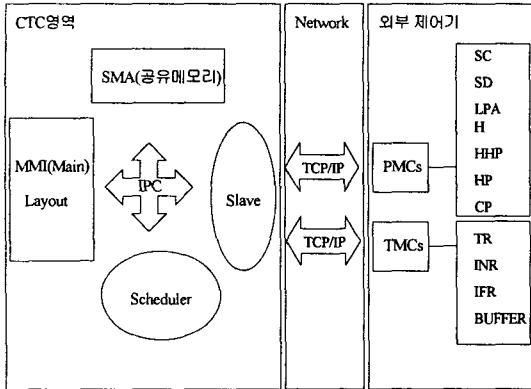 CTC영역
SMA(공유메모리)
MMI(Main)
Layout
IPC
Slave
Scheduler
Network
TCP/IP
TCP/IP
외부 제어기
PMCs
TMCs
SC
SD
LPA
H
HHP
HP
CP
TR
INR
IFR
BUFFER